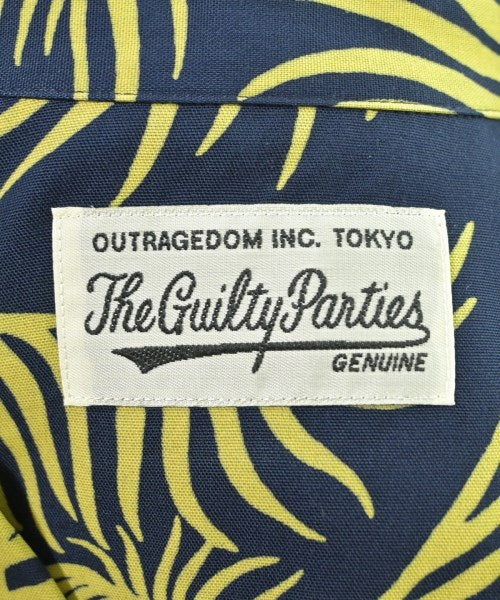 OUTRAGEDOM INC. TOKYO
The Guilty Parties
GENUINE